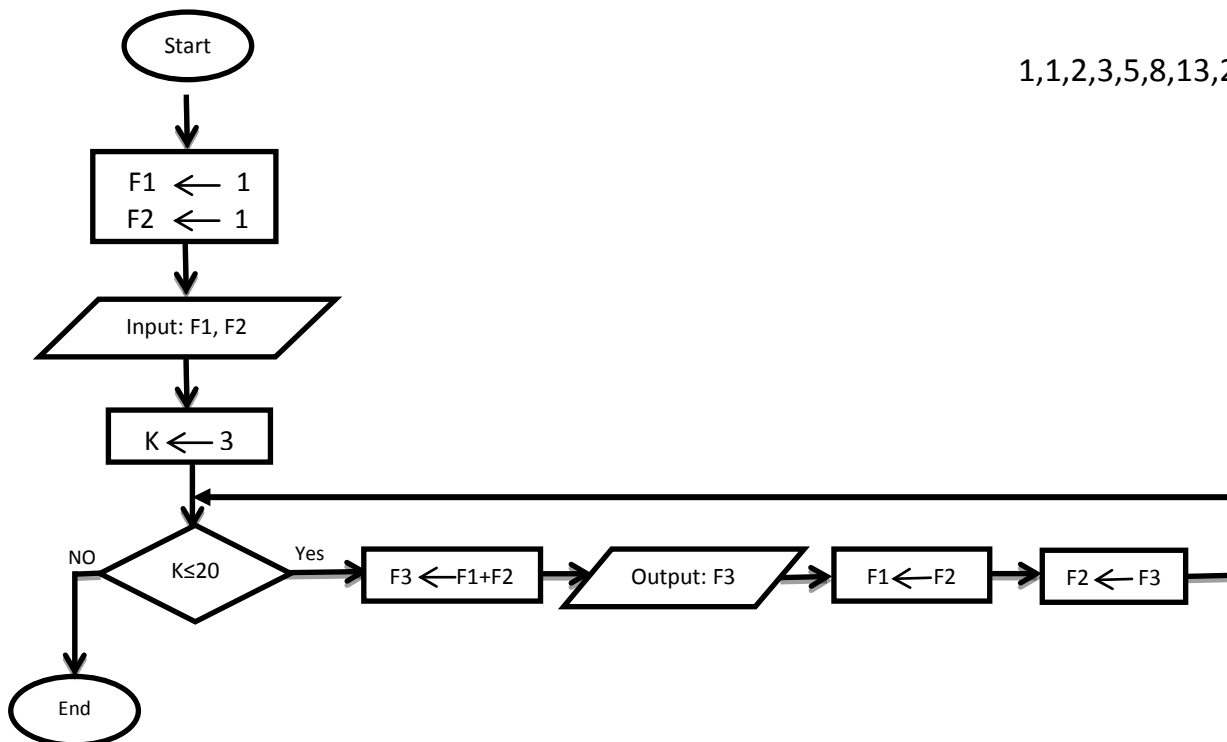 Start
1,1,2,3,5,8,13,2
F1 ← 1
F2 ← 1
Input: F1, F2
K ← 3
NO
K≤20
Yes
F3 ←F1+F2
Output: F3
F1 ← F2
F2 ← F3
End